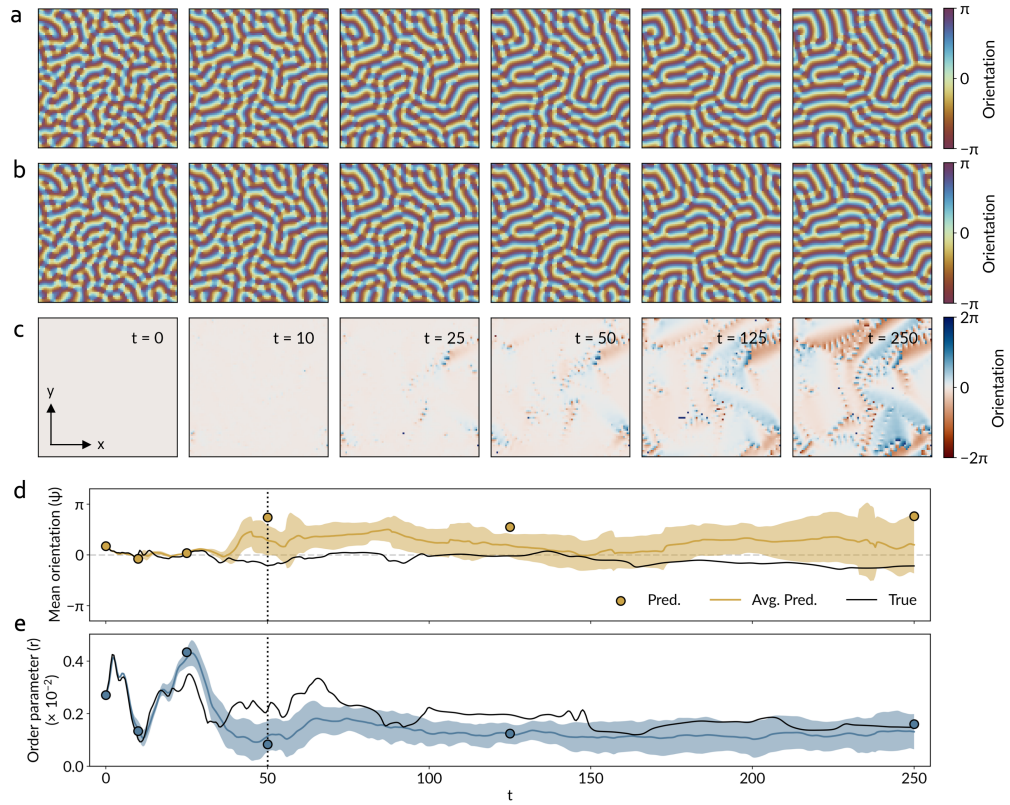 a
π
0
−π
Orientation
b
π
0
−π
Orientation
c
t = 0
t = 10
t = 25
t = 50
t = 125
t = 250
y
x
2π
0
−2π
Orientation
d
Mean orientation (ψ)
π
0
−π
Pred.
Avg. Pred.
True
e
Order parameter (r)
(× 10⁻²)
0.4
0.2
0.0
0
50
100
150
200
250
t